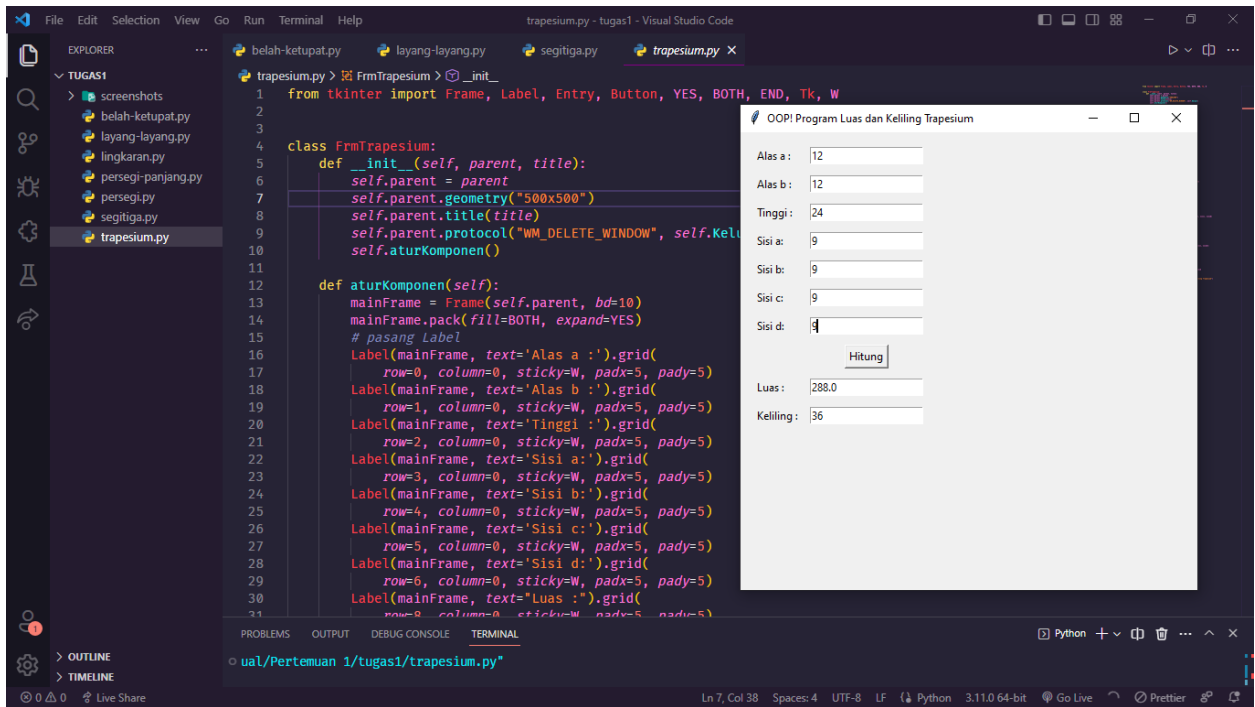 File Edit Selection View Go Run Terminal Help
trapesium.py - tugas1 - Visual Studio Code
EXPLORER ...
TUGAS1
screenshots
belah-ketupat.py
layang-layang.py
lingkaran.py
persegi-panjang.py
persegi.py
segitiga.py
trapesium.py
OUTLINE
TIMELINE
belah-ketupat.py layang-layang.py segitiga.py trapesium.py
trapesium.py > FrmTrapesium > __init__
1 from tkinter import Frame, Label, Entry, Button, YES, BOTH, END, Tk, W
2
3
4 class FrmTrapesium:
5 def __init__(self, parent, title):
6 self.parent = parent
7 self.parent.geometry("500x500")
8 self.parent.title(title)
9 self.parent.protocol("WM_DELETE_WINDOW", self.Kelu
10 self.aturKomponen()
11
12 def aturKomponen(self):
13 mainFrame = Frame(self.parent, bd=10)
14 mainFrame.pack(fill=BOTH, expand=YES)
15 # pasang Label
16 Label(mainFrame, text='Alas a :').grid(
17 row=0, column=0, sticky=W, padx=5, pady=5)
18 Label(mainFrame, text='Alas b :').grid(
19 row=1, column=0, sticky=W, padx=5, pady=5)
20 Label(mainFrame, text='Tinggi :').grid(
21 row=2, column=0, sticky=W, padx=5, pady=5)
22 Label(mainFrame, text='Sisi a:').grid(
23 row=3, column=0, sticky=W, padx=5, pady=5)
24 Label(mainFrame, text='Sisi b:').grid(
25 row=4, column=0, sticky=W, padx=5, pady=5)
26 Label(mainFrame, text='Sisi c:').grid(
27 row=5, column=0, sticky=W, padx=5, pady=5)
28 Label(mainFrame, text='Sisi d:').grid(
29 row=6, column=0, sticky=W, padx=5, pady=5)
30 Label(mainFrame, text="Luas :").grid(
31 row=8, column=0, sticky=W, padx=5, pady=5)
OOP! Program Luas dan Keliling Trapesium
Alas a : 12
Alas b : 12
Tinggi : 24
Sisi a: 9
Sisi b: 9
Sisi c: 9
Sisi d: 9
Hitung
Luas : 288.0
Keliling : 36
PROBLEMS OUTPUT DEBUG CONSOLE TERMINAL
Python
ual/Pertemuan 1/tugas1/trapesium.py"
1
0 0 Live Share
Ln 7, Col 38 Spaces: 4 UTF-8 LF Python 3.11.0 64-bit Go Live Prettier